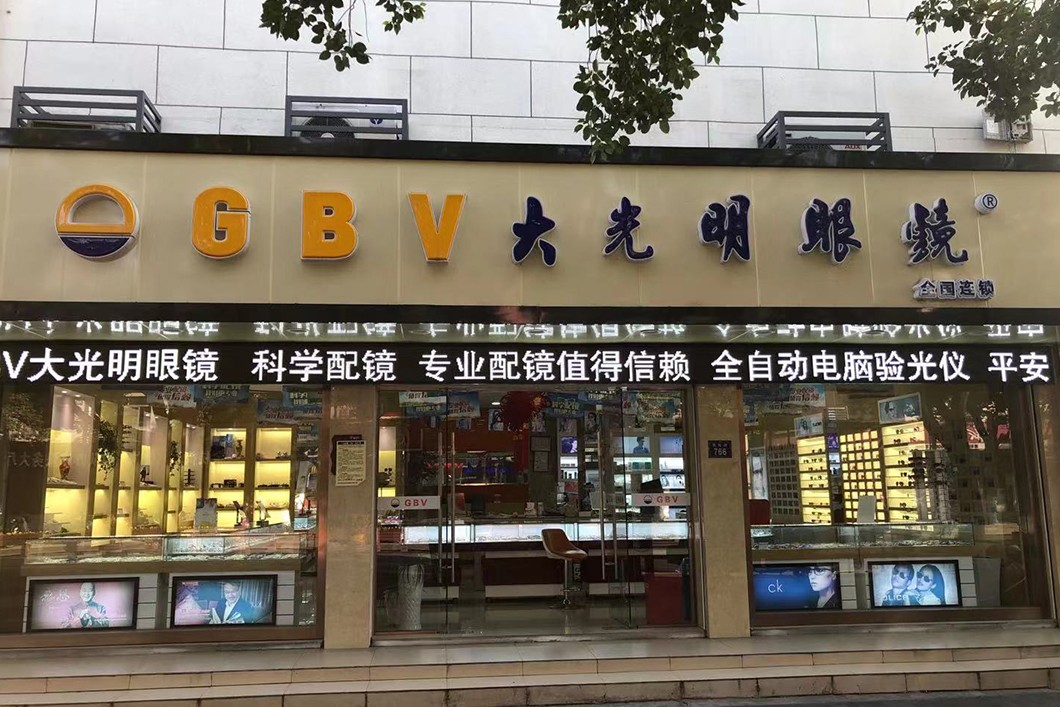 GBV 大光明眼镜®
全国连锁
V大光明眼镜 科学配镜 专业配镜值得信赖 全自动电脑验光仪 平安
766
GBV
GBV
ck
POLICE